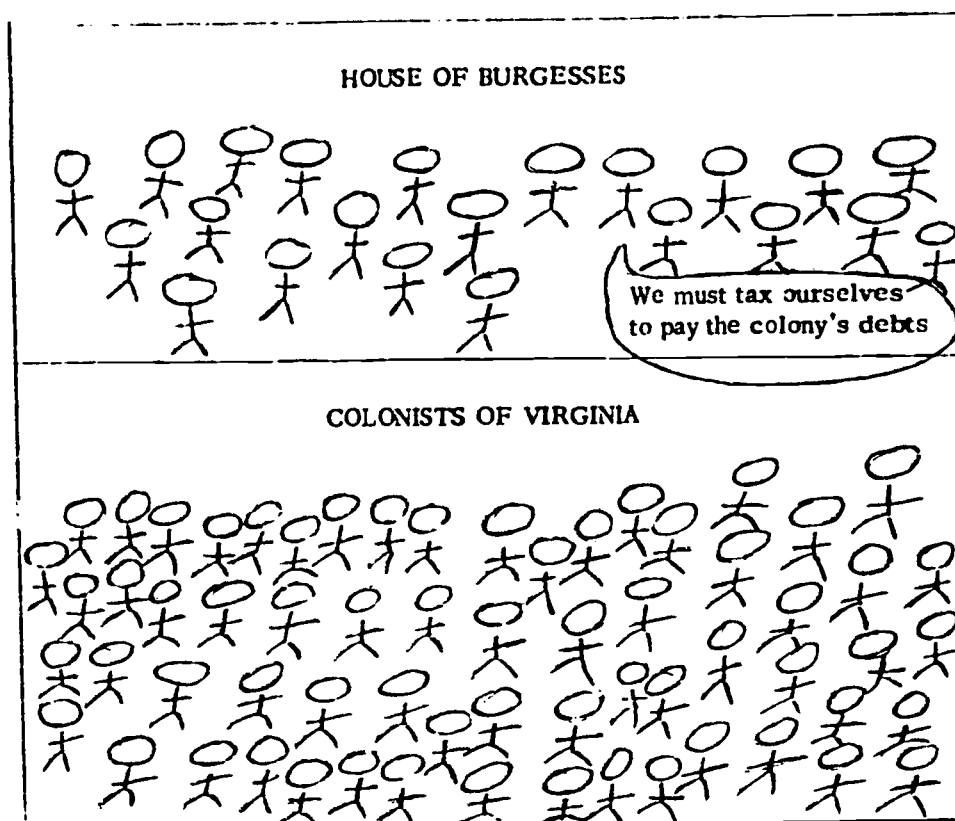 HOUSE OF BURGESSES
We must tax ourselves
to pay the colony's debts
COLONISTS OF VIRGINIA